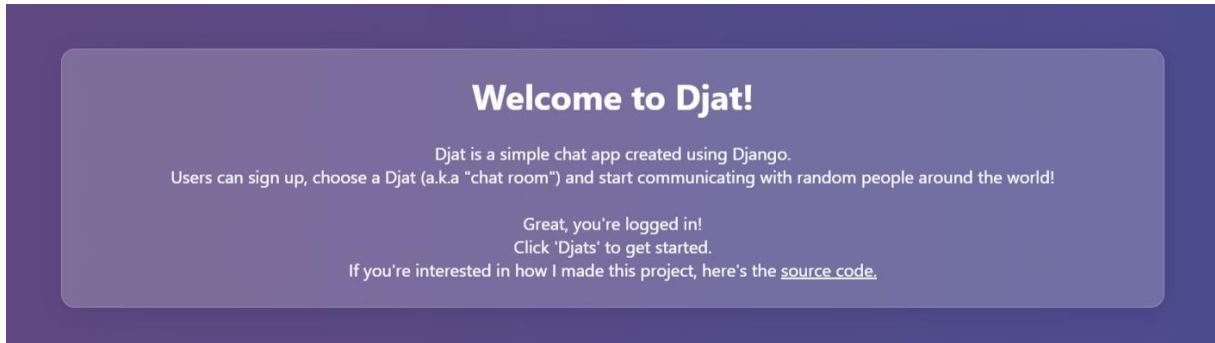 Welcome to Djat!
Djat is a simple chat app created using Django.
Users can sign up, choose a Djat (a.k.a "chat room") and start communicating with random people around the world!
Great, you're logged in!
Click 'Djats' to get started.
If you're interested in how I made this project, here's the source code.